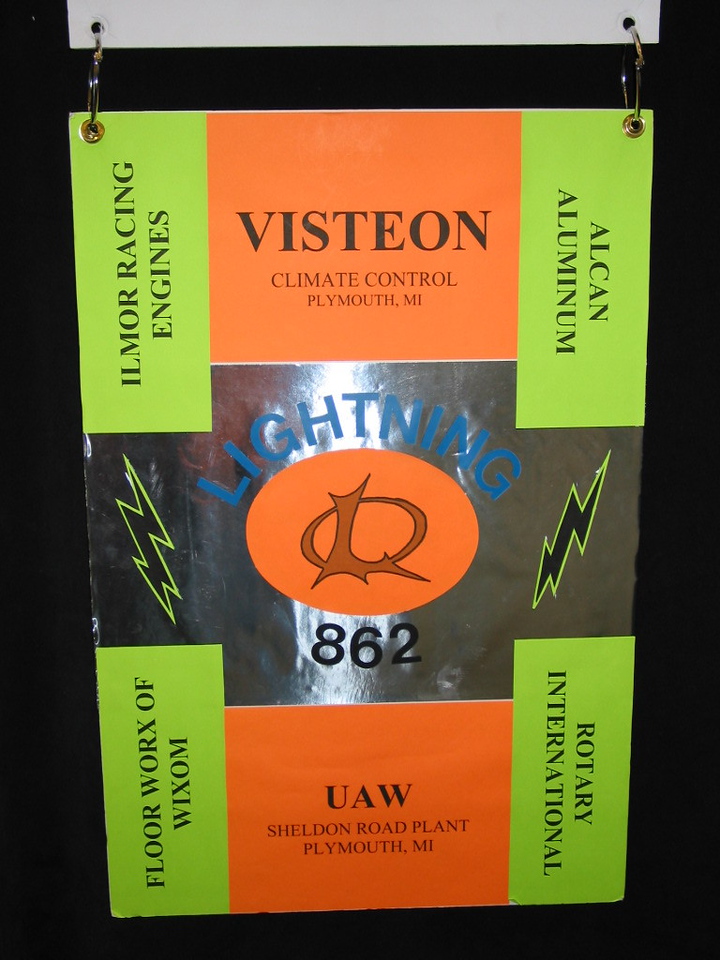 ILMOR RACING
ENGINES
VISTEON
CLIMATE CONTROL
PLYMOUTH, MI
ALCAN
ALUMINUM
LIGHTNING
862
FLOOR WORX OF
WIXOM
UAW
SHELDON ROAD PLANT
PLYMOUTH, MI
ROTARY
INTERNATIONAL